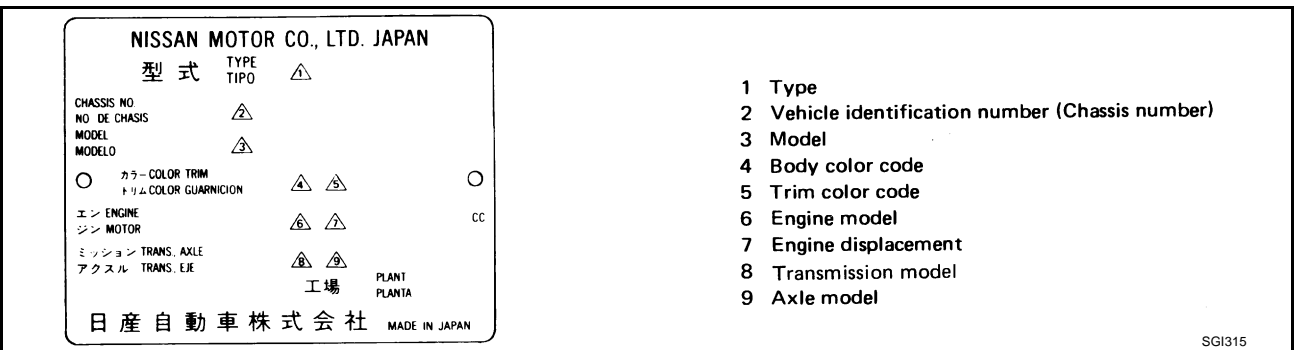 NISSAN MOTOR CO., LTD. JAPAN
型式 TYPE
TIPO 1
CHASSIS NO.
NO DE CHASIS 2
MODEL
MODELO 3
カラー COLOR TRIM
トリム COLOR GUARNICION 4 5
エン ENGINE
ジン MOTOR 6 7 CC
ミッション TRANS. AXLE
アクスル TRANS. EJE 8 9
工場 PLANT
PLANTA
日産自動車株式会社 MADE IN JAPAN
1 Type
2 Vehicle identification number (Chassis number)
3 Model
4 Body color code
5 Trim color code
6 Engine model
7 Engine displacement
8 Transmission model
9 Axle model
SGI315